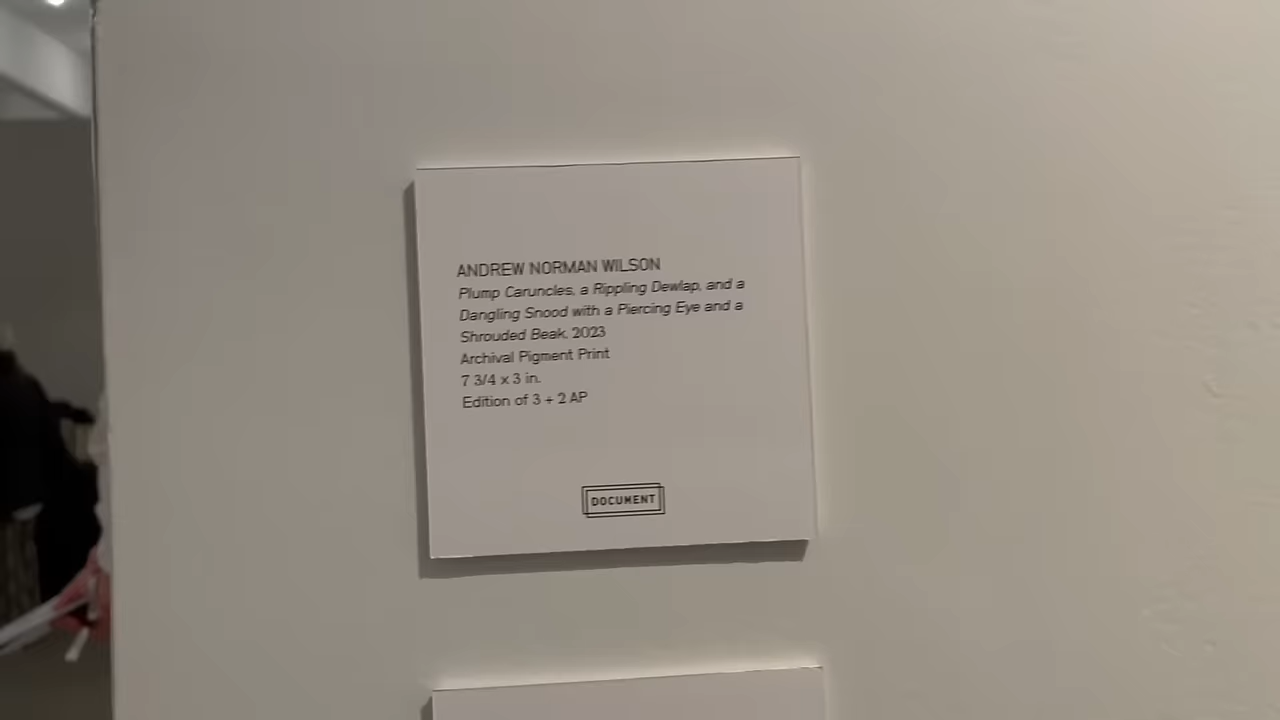 ANDREW NORMAN WILSON
Plump Caruncles, a Rippling Dewlap, and a
Dangling Snood with a Piercing Eye and a
Shrouded Beak, 2023
Archival Pigment Print
7 3/4 x 3 in.
Edition of 3 + 2 AP
DOCUMENT